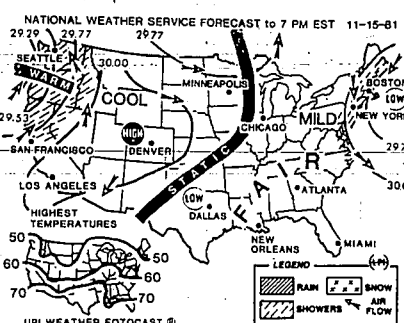 NATIONAL WEATHER SERVICE FORECAST to 7 PM EST 11-15-81
29.29 29.77 29.77
SEATTLE
WARM
30.00
COOL
MINNEAPOLIS
BOSTON
LOW
NEW YORK
29.53
HIGH
DENVER
CHICAGO
MILD
SAN FRANCISCO
STATIC
FAIR
LOS ANGELES
LOW
DALLAS
ATLANTA
HIGHEST
TEMPERATURES
NEW
ORLEANS
MIAMI
50 50
60 60
70 70
LEGEND
RAIN SNOW
SHOWERS AIR
FLOW
UPI WEATHER FOTOCAST ®